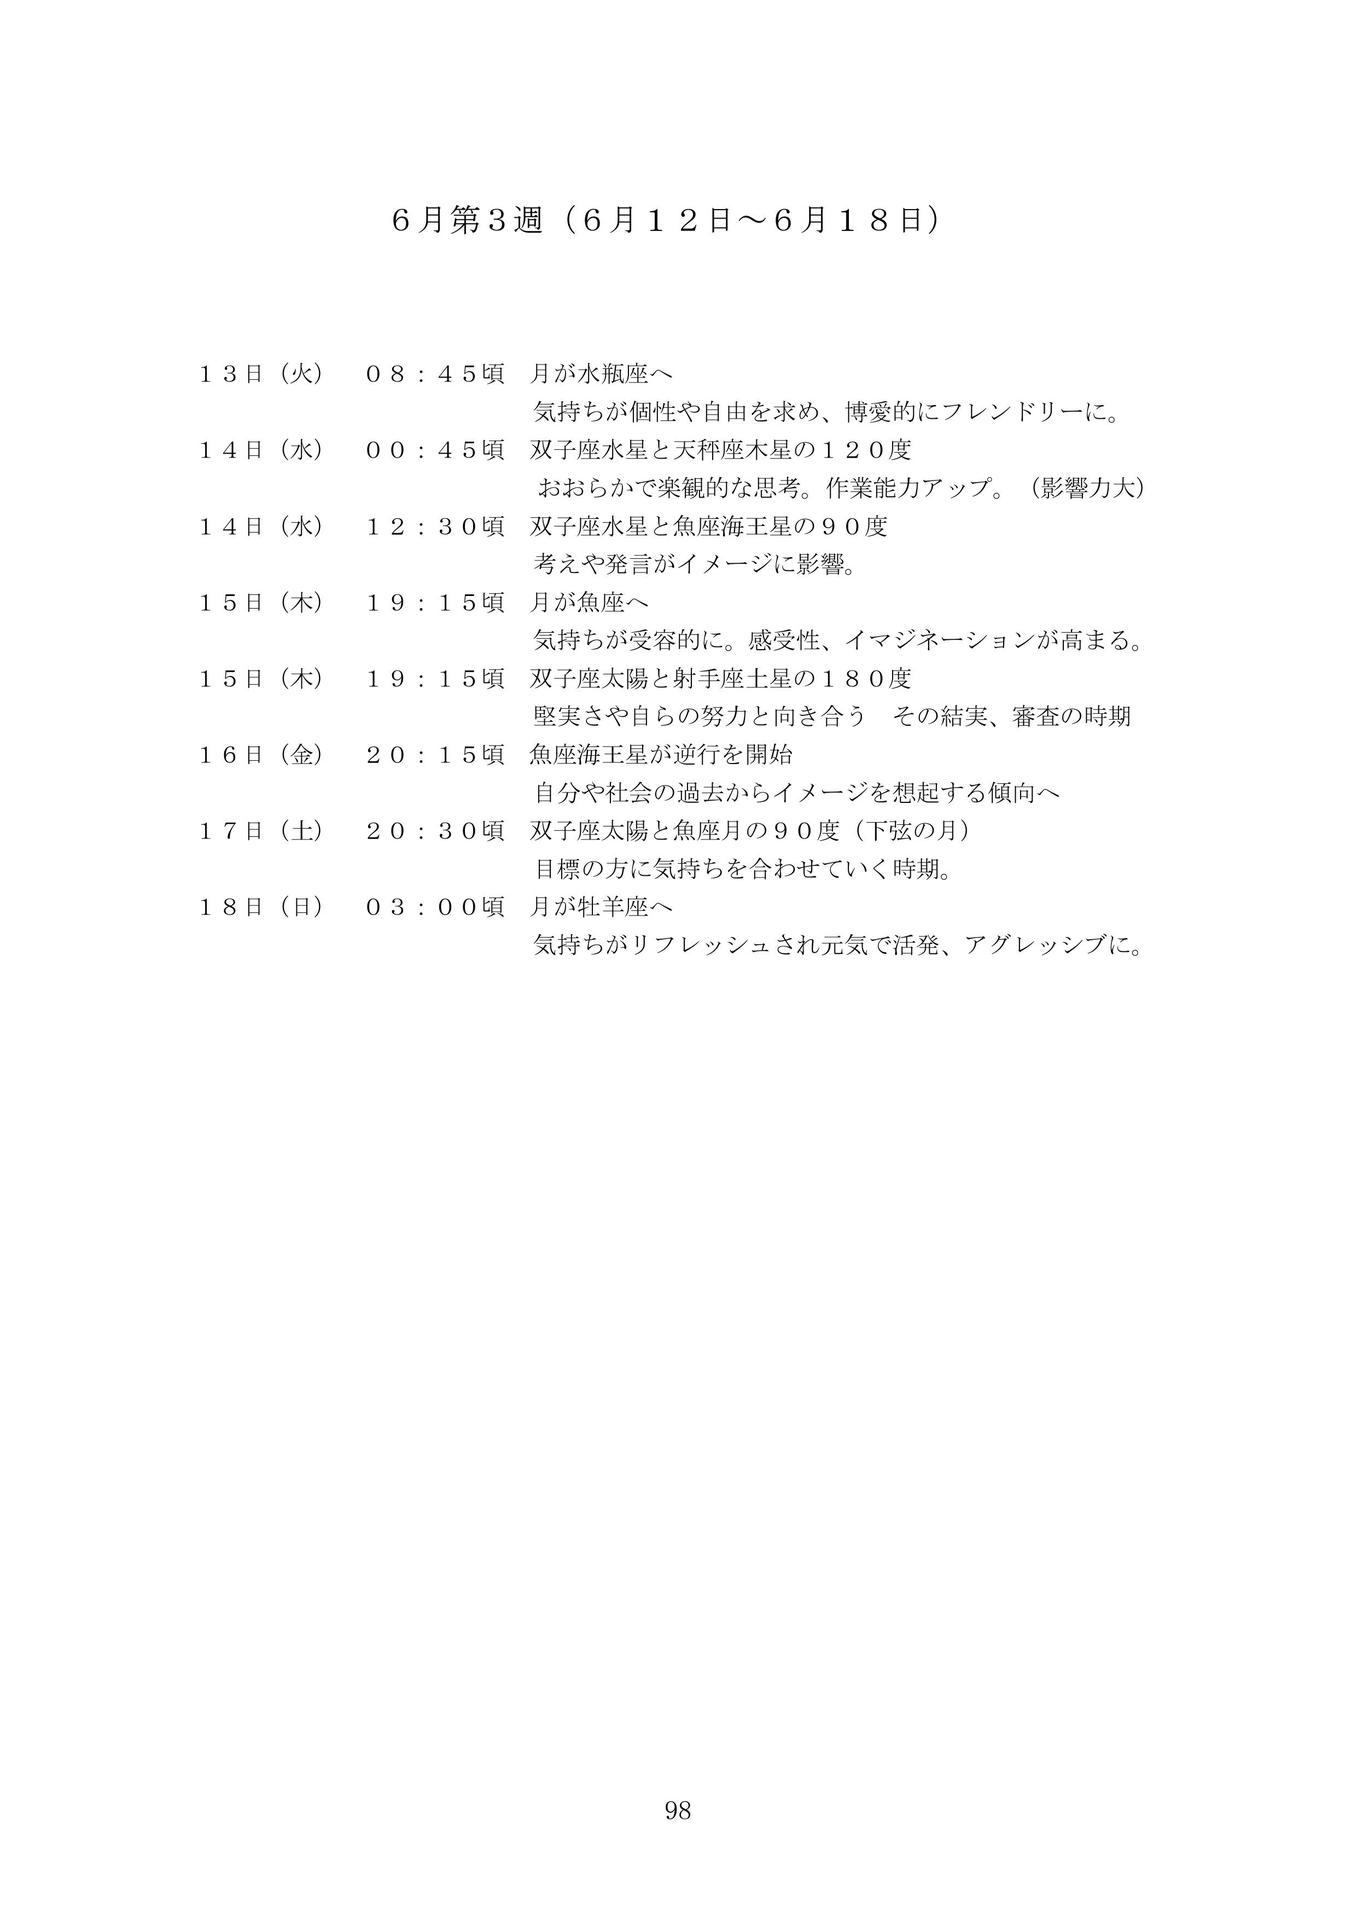 ６月第３週（６月１２日～６月１８日）
１３日（火）　０８：４５頃　月が水瓶座へ
気持ちが個性や自由を求め、博愛的にフレンドリーに。
１４日（水）　００：４５頃　双子座水星と天秤座木星の１２０度
おおらかで楽観的な思考。作業能力アップ。（影響力大）
１４日（水）　１２：３０頃　双子座水星と魚座海王星の９０度
考えや発言がイメージに影響。
１５日（木）　１９：１５頃　月が魚座へ
気持ちが受容的に。感受性、イマジネーションが高まる。
１５日（木）　１９：１５頃　双子座太陽と射手座土星の１８０度
堅実さや自らの努力と向き合う　その結実、審査の時期
１６日（金）　２０：１５頃　魚座海王星が逆行を開始
自分や社会の過去からイメージを想起する傾向へ
１７日（土）　２０：３０頃　双子座太陽と魚座月の９０度（下弦の月）
目標の方に気持ちを合わせていく時期。
１８日（日）　０３：００頃　月が牡羊座へ
気持ちがリフレッシュされ元気で活発、アグレッシブに。
98